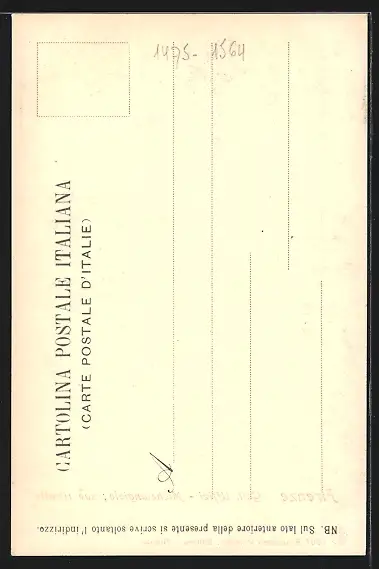 1475-1564
CARTOLINA POSTALE ITALIANA
(CARTE POSTALE D'ITALIE)
A
NB. Sul lato anteriore della presente si scrive soltanto l'indirizzo.
Firenze